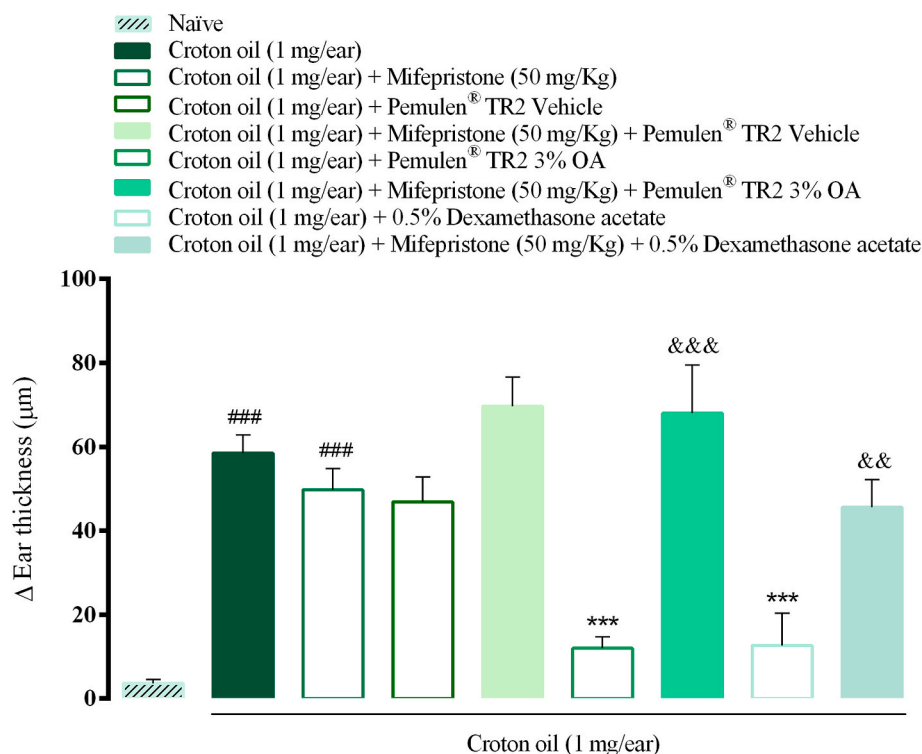 Naïve
Croton oil (1 mg/ear)
Croton oil (1 mg/ear) + Mifepristone (50 mg/Kg)
Croton oil (1 mg/ear) + Pemulen® TR2 Vehicle
Croton oil (1 mg/ear) + Mifepristone (50 mg/Kg) + Pemulen® TR2 Vehicle
Croton oil (1 mg/ear) + Pemulen® TR2 3% OA
Croton oil (1 mg/ear) + Mifepristone (50 mg/Kg) + Pemulen® TR2 3% OA
Croton oil (1 mg/ear) + 0.5% Dexamethasone acetate
Croton oil (1 mg/ear) + Mifepristone (50 mg/Kg) + 0.5% Dexamethasone acetate
Δ Ear thickness (µm)
100
80
60
40
20
0
###
###
***
&&&
***
&&
Croton oil (1 mg/ear)